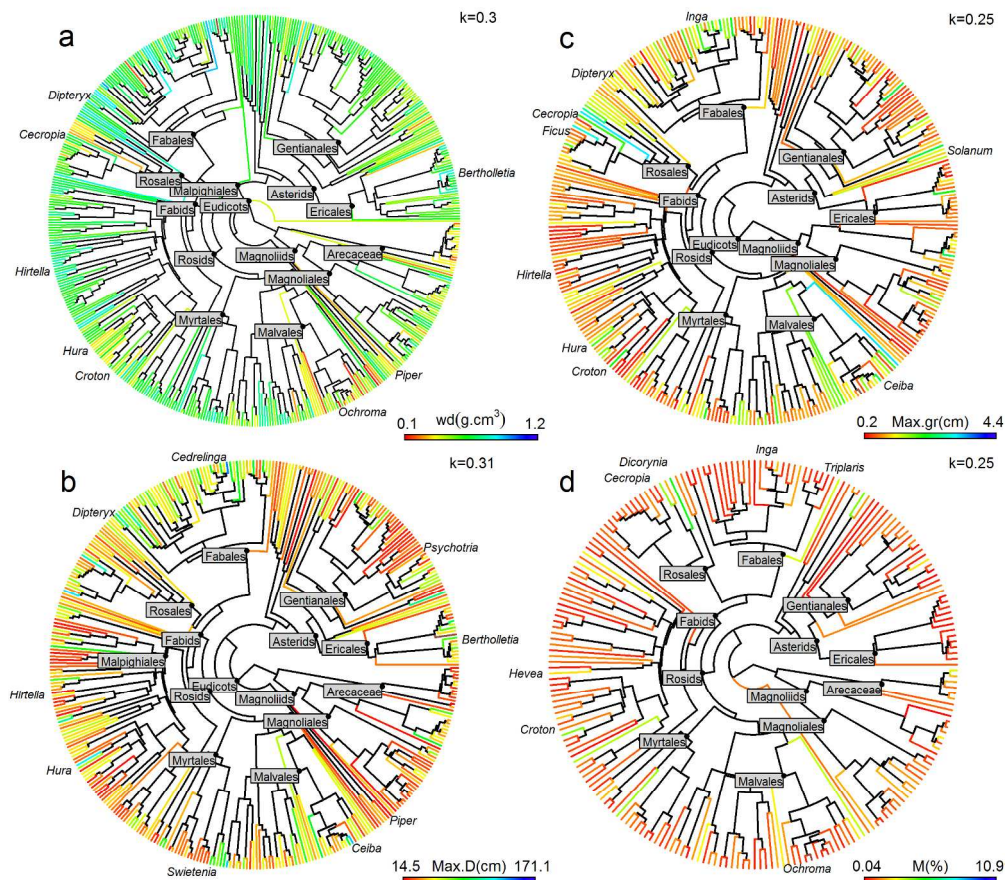 a
k=0.3
Dipteryx
Cecropia
Fabales
Gentianales
Bertholletia
Rosales
Malpighiales
Asterids
Fabids
Eudicots
Ericales
Hirtella
Rosids
Magnoliids
Arecaceae
Magnoliales
Myrtales
Malvales
Hura
Croton
Piper
Ochroma
wd(g.cm³)
0.1
1.2
c
Inga
k=0.25
Dipteryx
Cecropia
Ficus
Fabales
Solanum
Gentianales
Rosales
Asterids
Fabids
Ericales
Eudicots
Magnoliids
Rosids
Magnoliales
Hirtella
Myrtales
Malvales
Hura
Croton
Ceiba
0.2
Max.gr(cm)
4.4
b
Cedrelinga
k=0.31
Dipteryx
Psychotria
Fabales
Gentianales
Rosales
Fabids
Asterids
Ericales
Bertholletia
Malpighiales
Eudicots
Rosids
Magnoliids
Arecaceae
Hirtella
Magnoliales
Myrtales
Malvales
Hura
Piper
Ceiba
Swietenia
14.5
Max.D(cm)
171.1
d
Inga
k=0.25
Dicorynia
Cecropia
Triplaris
Fabales
Rosales
Gentianales
Fabids
Asterids
Ericales
Hevea
Rosids
Magnoliids
Arecaceae
Magnoliales
Croton
Myrtales
Malvales
Ochroma
0.04
M(%)
10.9